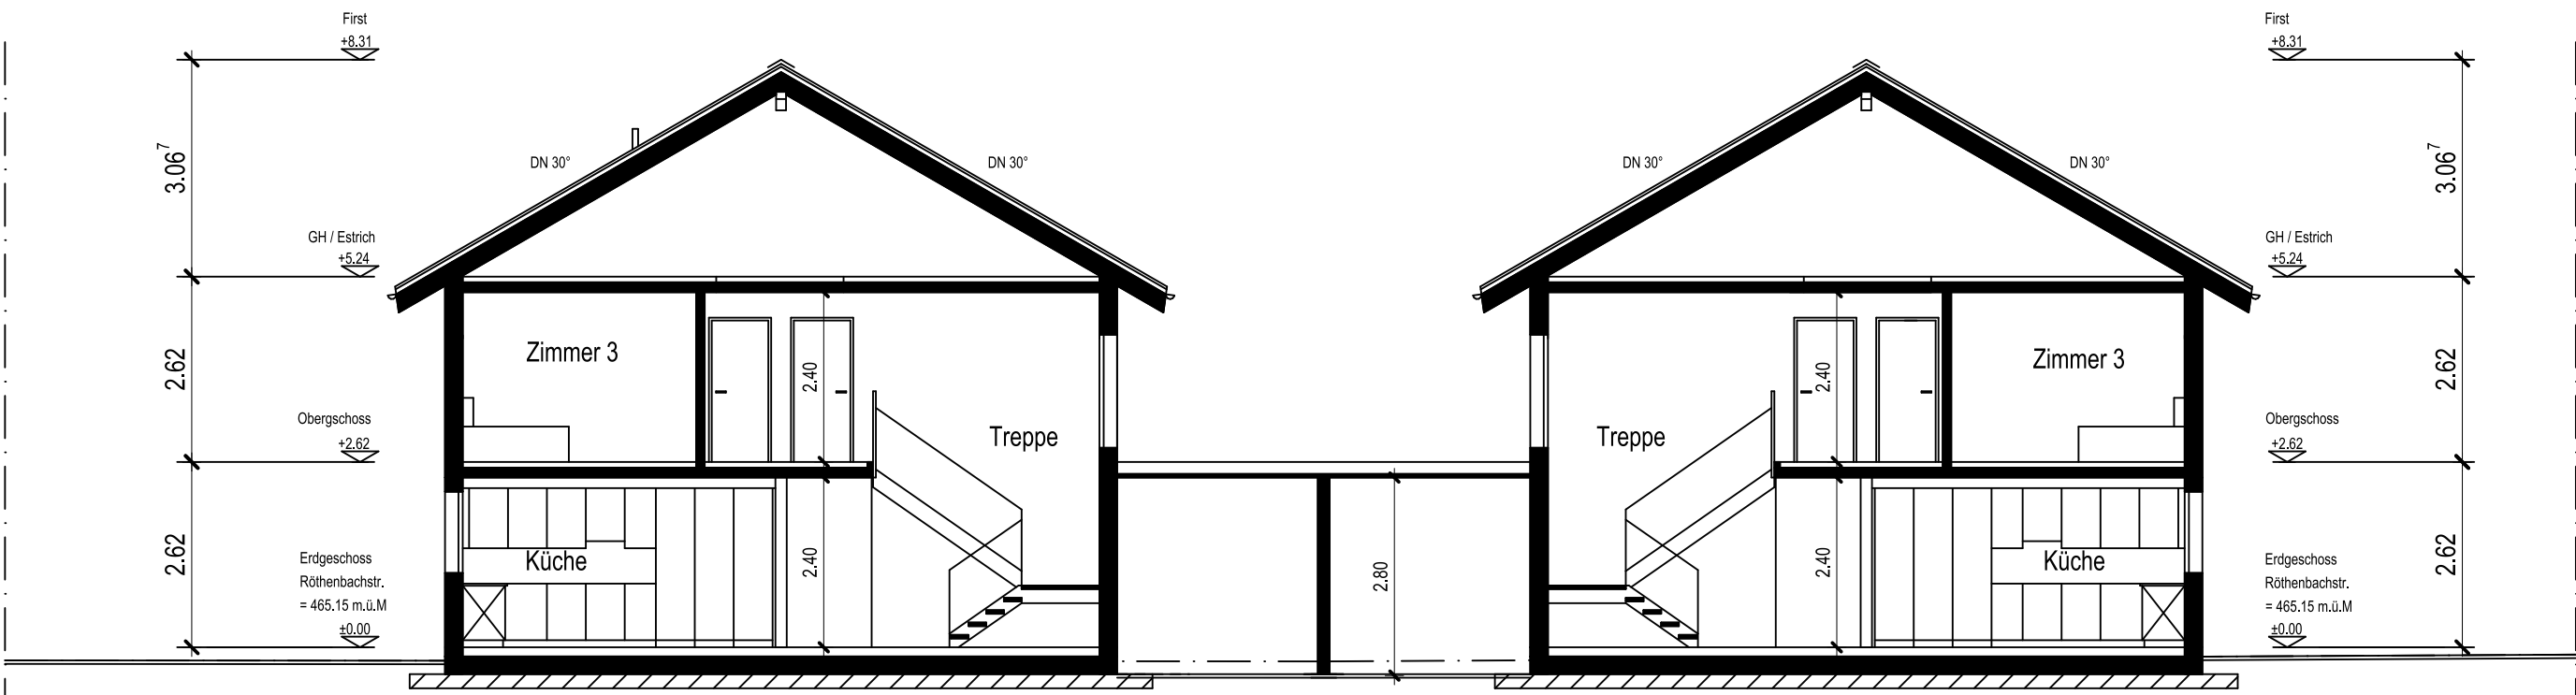 First
+8.31
3.06⁷
DN 30°
DN 30°
GH / Estrich
+5.24
Zimmer 3
2.62
2.40
Obergschoss
+2.62
Treppe
Küche
2.62
2.40
Erdgeschoss
Röthenbachstr.
= 465.15 m.ü.M
±0.00
2.80
First
+8.31
3.06⁷
DN 30°
DN 30°
GH / Estrich
+5.24
Zimmer 3
2.62
2.40
Obergschoss
+2.62
Treppe
Küche
2.62
2.40
Erdgeschoss
Röthenbachstr.
= 465.15 m.ü.M
±0.00